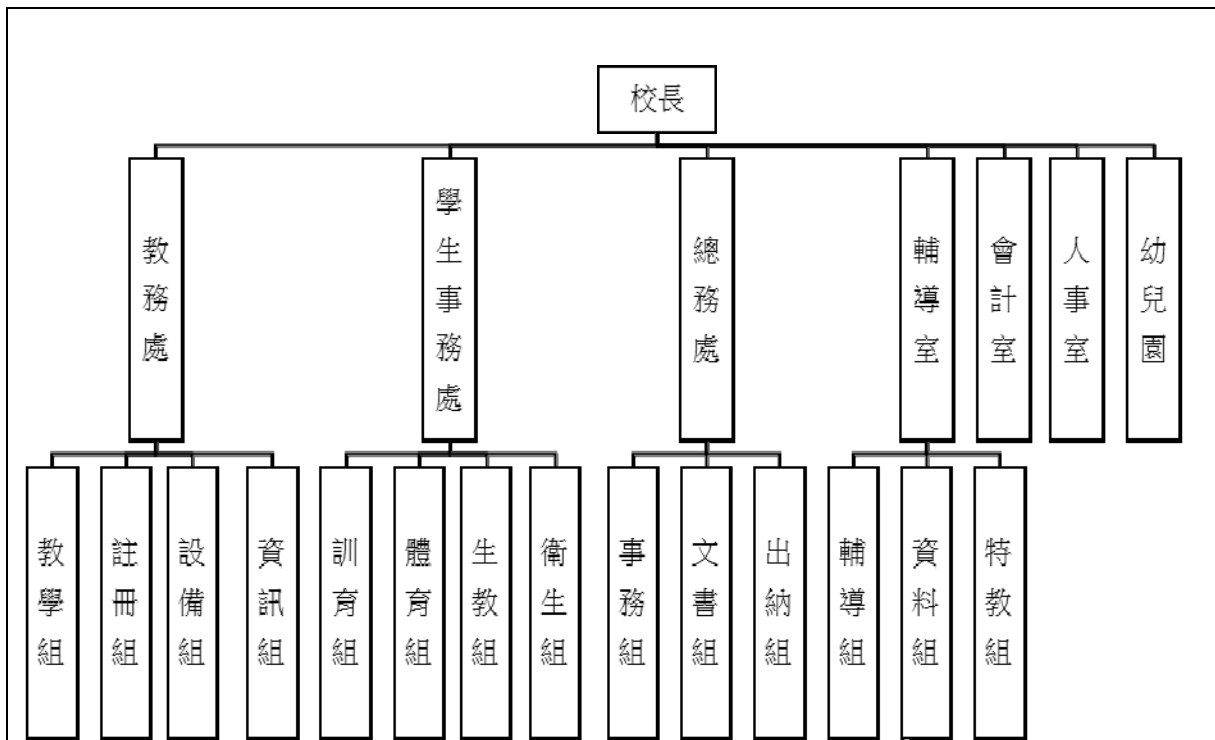 校長
教務處
學生事務處
總務處
輔導室
會計室
人事室
幼兒園
教學組
註冊組
設備組
資訊組
訓育組
體育組
生教組
衛生組
事務組
文書組
出納組
輔導組
資料組
特教組